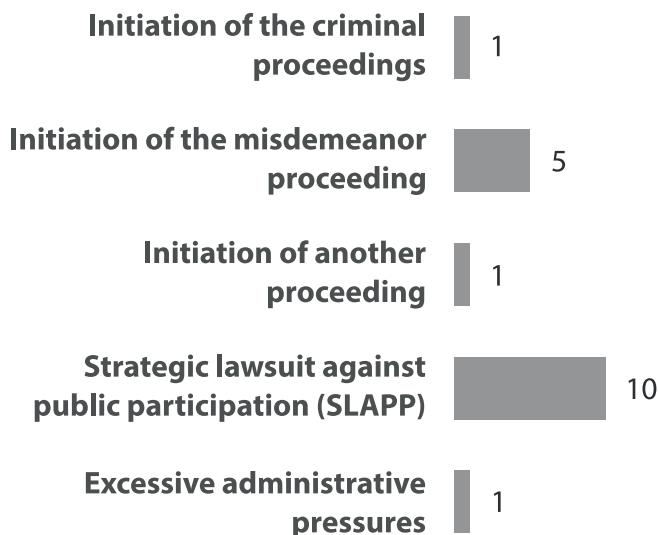 Initiation of the criminal
proceedings
1
Initiation of the misdemeanor
proceeding
5
Initiation of another
proceeding
1
Strategic lawsuit against
public participation (SLAPP)
10
Excessive administrative
pressures
1